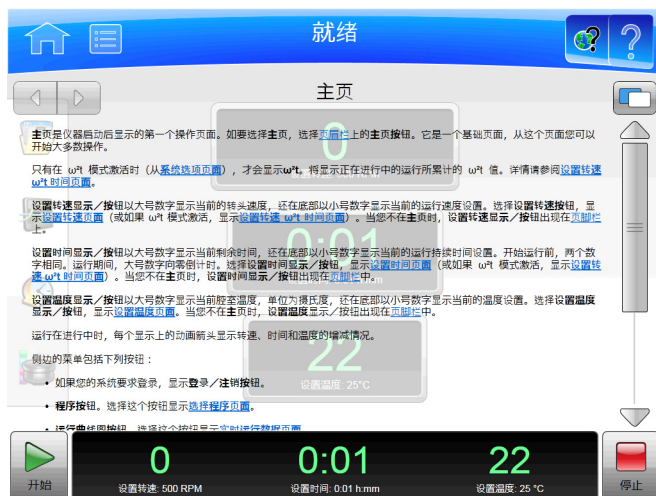 就绪
主页
主页是仪器启动后显示的第一个操作页面。如要选择主页，选择页眉栏上的主页按钮。它是一个基础页面，从这个页面您可以
开始大多数操作。
只有在 ω²t 模式激活时（从系统选项页面），才会显示ω²t，将显示正在进行中的运行所累计的 ω²t 值。详情请参阅设置转速
ω²t 时间页面。
设置转速显示／按钮以大号数字显示当前的转头速度，还在底部以小号数字显示当前的运行速度设置。选择设置转速按钮，显
示设置转速页面（或如果 ω²t 模式激活，显示设置转速 ω²t 时间页面）。当您不在主页时，设置转速显示／按钮出现在页脚栏
上。
设置时间显示／按钮以大号数字显示当前剩余时间，还在底部以小号数字显示当前的运行持续时间设置。开始运行前，两个数
字相同。运行期间，大号数字向零倒计时。选择设置时间显示／按钮，显示设置时间页面（或如果 ω²t 模式激活，显示设置转
速 ω²t 时间页面）。当您不在主页时，设置时间显示／按钮出现在页脚栏中。
设置温度显示／按钮以大号数字显示当前腔室温度，单位为摄氏度，还在底部以小号数字显示当前的温度设置。选择设置温度
显示／按钮，显示设置温度页面。当您不在主页时，设置温度显示／按钮出现在页脚栏中。
运行在进行中时，每个显示上的动画箭头显示转速、时间和温度的增减情况。
侧边的菜单包括下列按钮：
• 如果您的系统要求登录，显示登录／注销按钮。
• 程序按钮。选择这个按钮显示选择程序页面。
• 运行曲线图按钮。选择这个按钮显示实时运行数据页面
0
0:01
22
设置温度: 25°C
开始
0
设置转速: 500 RPM
0:01
设置时间: 0:01 h:mm
22
设置温度: 25 °C
停止